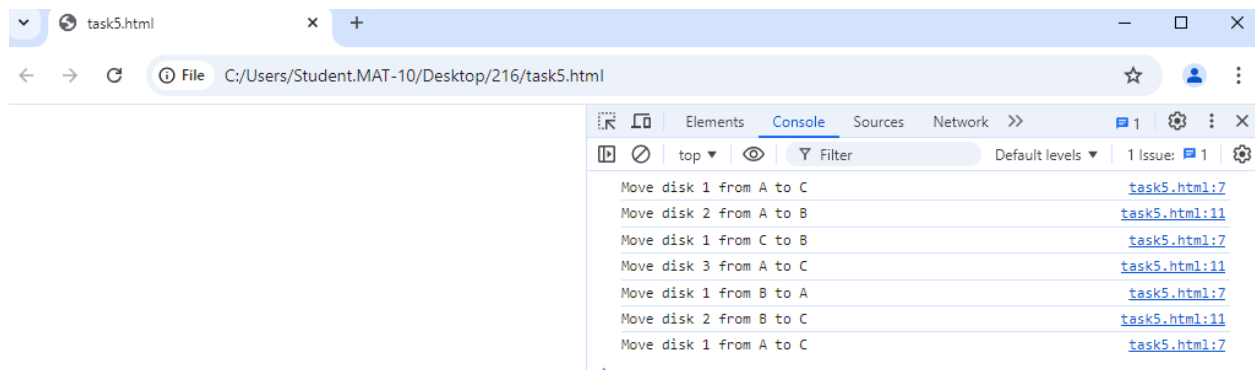 task5.html
File C:/Users/Student.MAT-10/Desktop/216/task5.html
Elements Console Sources Network 1
top Filter Default levels 1 Issue: 1
Move disk 1 from A to C task5.html:7
Move disk 2 from A to B task5.html:11
Move disk 1 from C to B task5.html:7
Move disk 3 from A to C task5.html:11
Move disk 1 from B to A task5.html:7
Move disk 2 from B to C task5.html:11
Move disk 1 from A to C task5.html:7